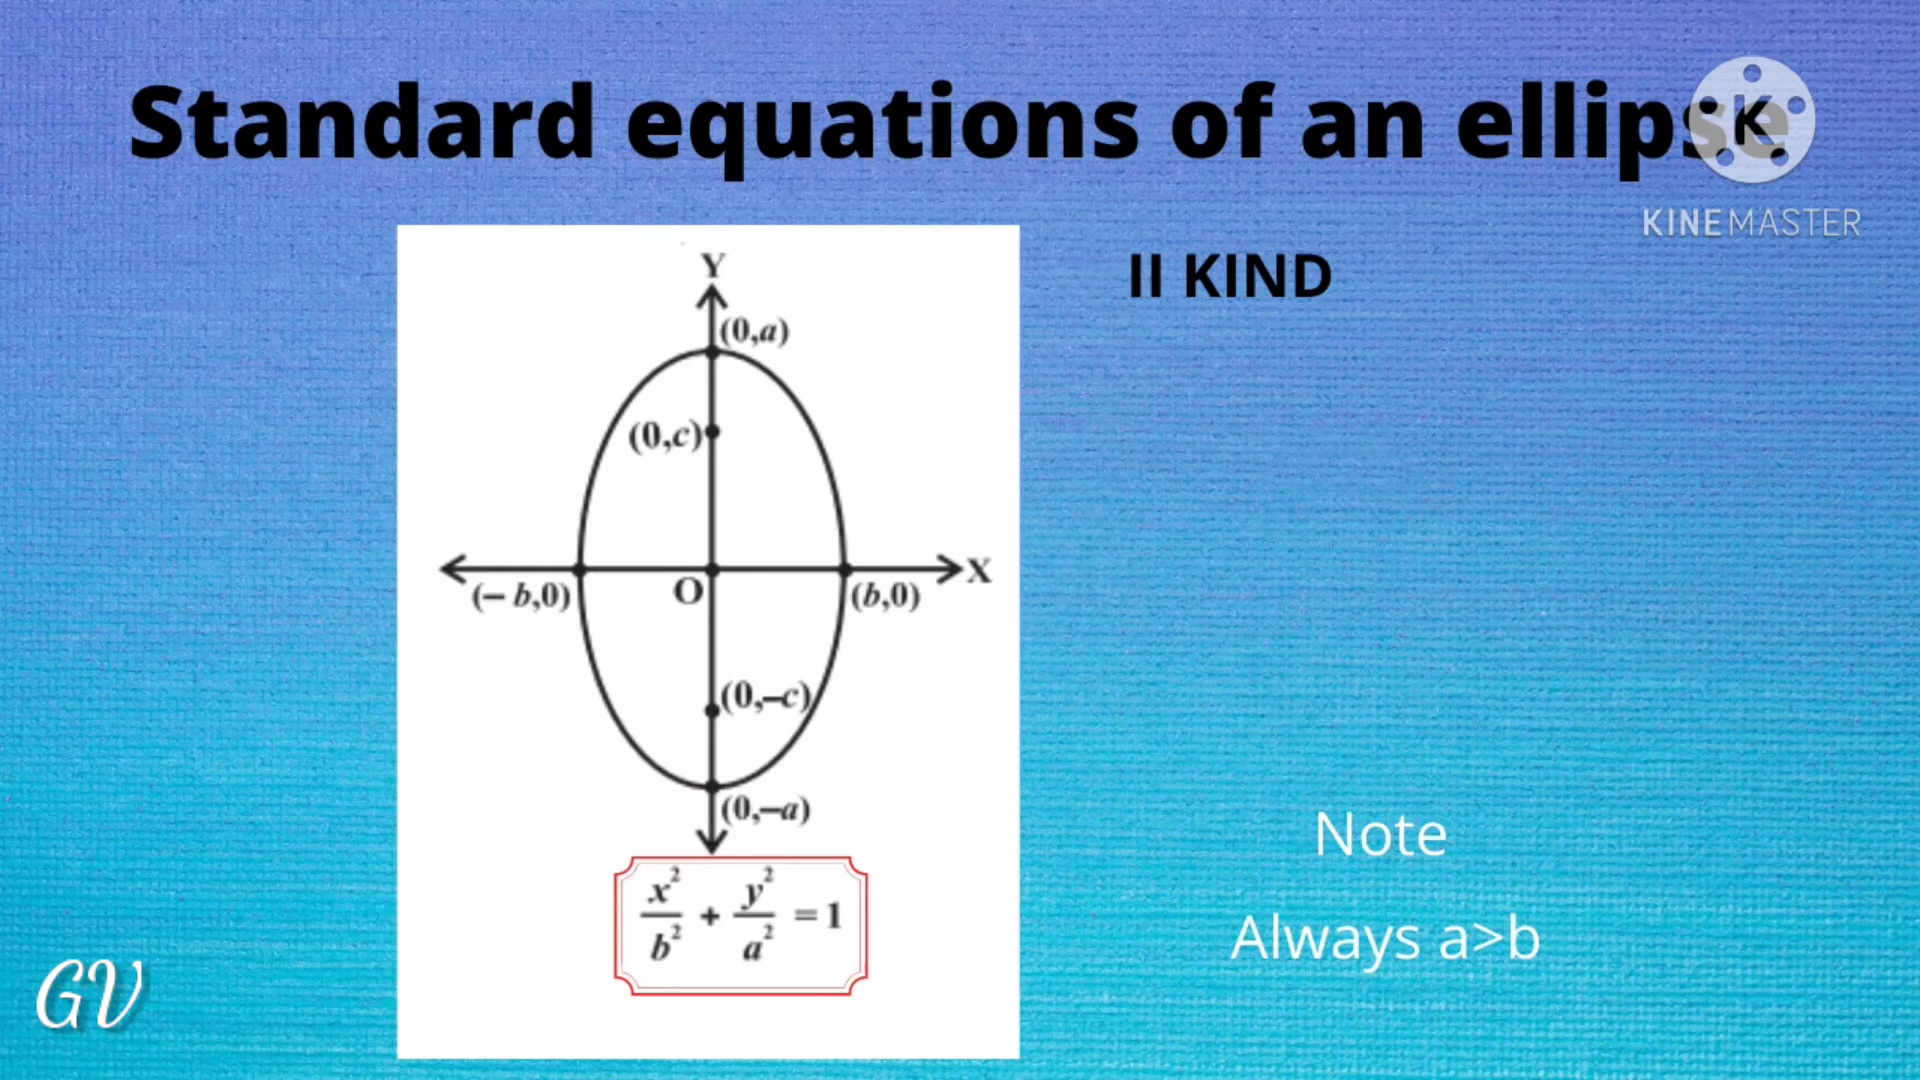 Standard equations of an ellipse
K
KINEMASTER
II KIND
Y
(0,a)
(0,c)
X
(– b,0)
O
(b,0)
(0,–c)
(0,–a)
x²/b² + y²/a² = 1
Note
Always a>b
GV